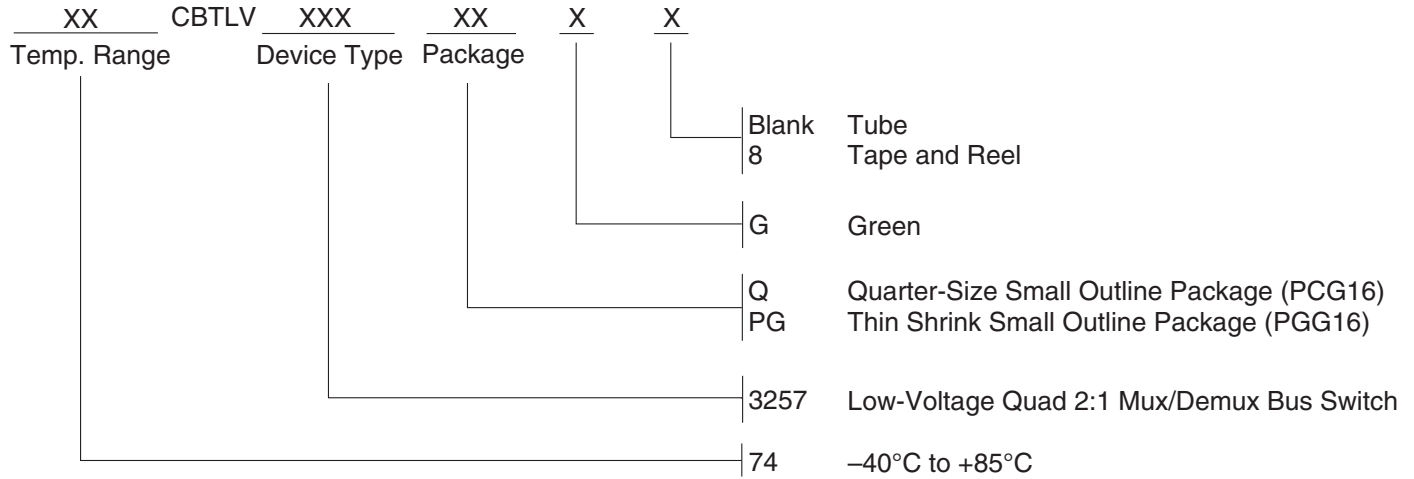 XX CBTLV XXX XX X X
Temp. Range Device Type Package
Blank Tube
8 Tape and Reel
G Green
Q Quarter-Size Small Outline Package (PCG16)
PG Thin Shrink Small Outline Package (PGG16)
3257 Low-Voltage Quad 2:1 Mux/Demux Bus Switch
74 –40°C to +85°C